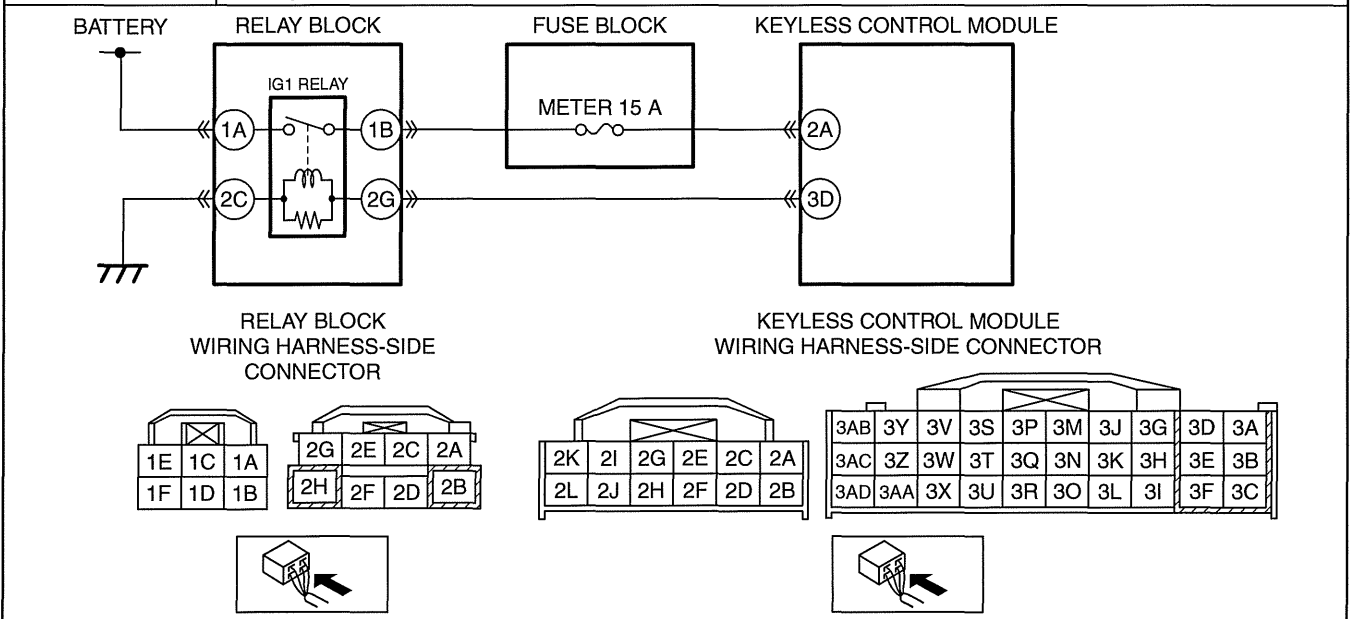 BATTERY
RELAY BLOCK
FUSE BLOCK
KEYLESS CONTROL MODULE
IG1 RELAY
METER 15 A
1A
1B
2A
2C
2G
3D
RELAY BLOCK
WIRING HARNESS-SIDE
CONNECTOR
KEYLESS CONTROL MODULE
WIRING HARNESS-SIDE CONNECTOR
1E 1C 1A
1F 1D 1B
2G 2E 2C 2A
2H 2F 2D 2B
2K 2I 2G 2E 2C 2A
2L 2J 2H 2F 2D 2B
3AB 3Y 3V 3S 3P 3M 3J 3G 3D 3A
3AC 3Z 3W 3T 3Q 3N 3K 3H 3E 3B
3AD 3AA 3X 3U 3R 3O 3L 3I 3F 3C